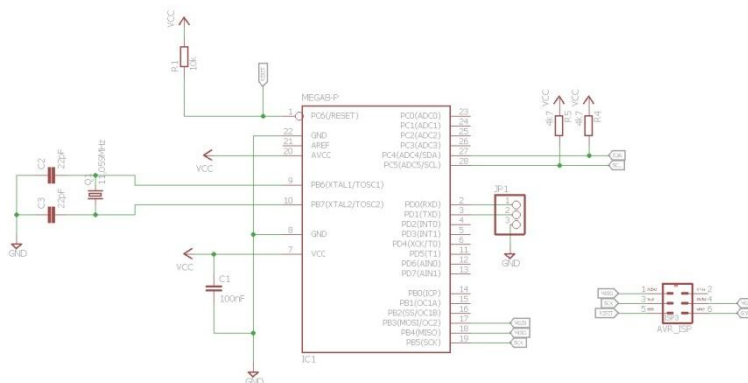 VCC
R1
10k
MEGA8-P
1 PC6(/RESET)
22 GND
21 AREF
20 AVCC
VCC
9 PB6(XTAL1/TOSC1)
10 PB7(XTAL2/TOSC2)
8 GND
7 VCC
VCC
C2
22pF
C3
22pF
11,059MHz
GND
C1
100nF
GND
IC1
PC0(ADC0) 23
PC1(ADC1) 24
PC2(ADC2) 25
PC3(ADC3) 26
PC4(ADC4/SDA) 27
PC5(ADC5/SCL) 28
PD0(RXD) 2
PD1(TXD) 3
PD2(INT0) 4
PD3(INT1) 5
PD4(XCK/T0) 6
PD5(T1) 11
PD6(AIN0) 12
PD7(AIN1) 13
PB0(ICP) 14
PB1(OC1A) 15
PB2(SS/OC1B) 16
PB3(MOSI/OC2) 17
PB4(MISO) 18
PB5(SCK) 19
VCC
4k7
R5
VCC
4k7
R4
JP1
1
2
3
GND
1
2
3
4
5
6
AVR_ISP